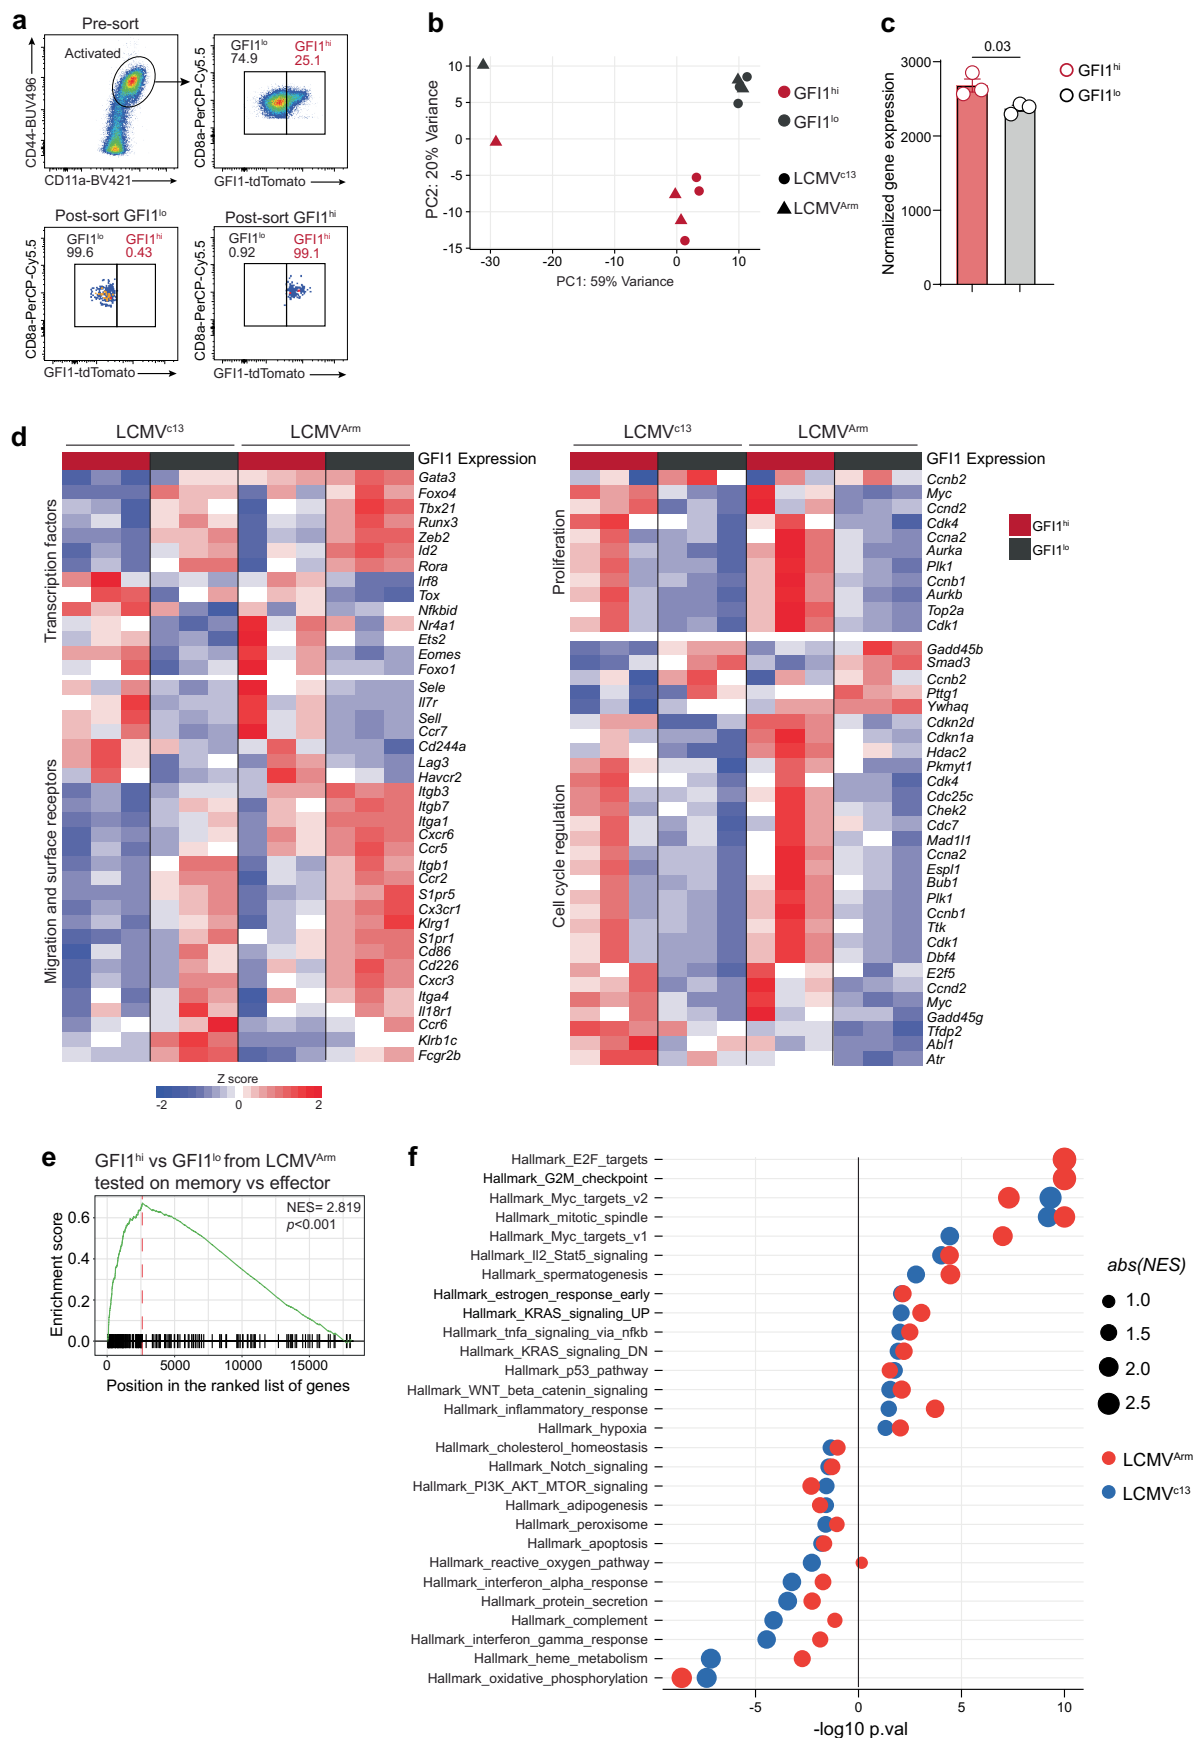 a
Pre-sort
Activated
CD44-BUV496
CD11a-BV421
GFI1lo
74.9
GFI1hi
25.1
CD8a-PerCP-Cy5.5
GFI1-tdTomato
Post-sort GFI1lo
GFI1lo
99.6
GFI1hi
0.43
CD8a-PerCP-Cy5.5
GFI1-tdTomato
Post-sort GFI1hi
GFI1lo
0.92
GFI1hi
99.1
CD8a-PerCP-Cy5.5
GFI1-tdTomato
b
PC2: 20% Variance
10
5
0
-5
-10
-15
-30
-20
-10
0
10
PC1: 59% Variance
GFI1hi
GFI1lo
LCMVc13
LCMVArm
c
Normalized gene expression
3000
2000
1000
0
0.03
GFI1hi
GFI1lo
d
LCMVc13
LCMVArm
GFI1 Expression
Transcription factors
Gata3
Foxo4
Tbx21
Runx3
Zeb2
Id2
Rora
Irf8
Tox
Nfkbid
Nr4a1
Ets2
Eomes
Foxo1
Migration and surface receptors
Sele
Il7r
Sell
Ccr7
Cd244a
Lag3
Havcr2
Itgb3
Itgb7
Itga1
Cxcr6
Ccr5
Itgb1
Ccr2
S1pr5
Cx3cr1
Klrg1
S1pr1
Cd86
Cd226
Cxcr3
Itga4
Il18r1
Ccr6
Klrb1c
Fcgr2b
Z score
-2
0
2
LCMVc13
LCMVArm
GFI1 Expression
GFI1hi
GFI1lo
Proliferation
Ccnb2
Myc
Ccnd2
Cdk4
Ccna2
Aurka
Plk1
Ccnb1
Aurkb
Top2a
Cdk1
Cell cycle regulation
Gadd45b
Smad3
Ccnb2
Pttg1
Ywhaq
Cdkn2d
Cdkn1a
Hdac2
Pkmyt1
Cdk4
Cdc25c
Chek2
Cdc7
Mad1l1
Ccna2
Espl1
Bub1
Plk1
Ccnb1
Ttk
Cdk1
Dbf4
E2f5
Ccnd2
Myc
Gadd45g
Tfdp2
Abl1
Atr
e
GFI1hi vs GFI1lo from LCMVArm
tested on memory vs effector
NES= 2.819
p<0.001
Enrichment score
0.6
0.4
0.2
0.0
0
5000
10000
15000
Position in the ranked list of genes
f
Hallmark_E2F_targets
Hallmark_G2M_checkpoint
Hallmark_Myc_targets_v2
Hallmark_mitotic_spindle
Hallmark_Myc_targets_v1
Hallmark_Il2_Stat5_signaling
Hallmark_spermatogenesis
Hallmark_estrogen_response_early
Hallmark_KRAS_signaling_UP
Hallmark_tnfa_signaling_via_nfkb
Hallmark_KRAS_signaling_DN
Hallmark_p53_pathway
Hallmark_WNT_beta_catenin_signaling
Hallmark_inflammatory_response
Hallmark_hypoxia
Hallmark_cholesterol_homeostasis
Hallmark_Notch_signaling
Hallmark_PI3K_AKT_MTOR_signaling
Hallmark_adipogenesis
Hallmark_peroxisome
Hallmark_apoptosis
Hallmark_reactive_oxygen_pathway
Hallmark_interferon_alpha_response
Hallmark_protein_secretion
Hallmark_complement
Hallmark_interferon_gamma_response
Hallmark_heme_metabolism
Hallmark_oxidative_phosphorylation
-5
0
5
10
-log10 p.val
abs(NES)
1.0
1.5
2.0
2.5
LCMVArm
LCMVc13